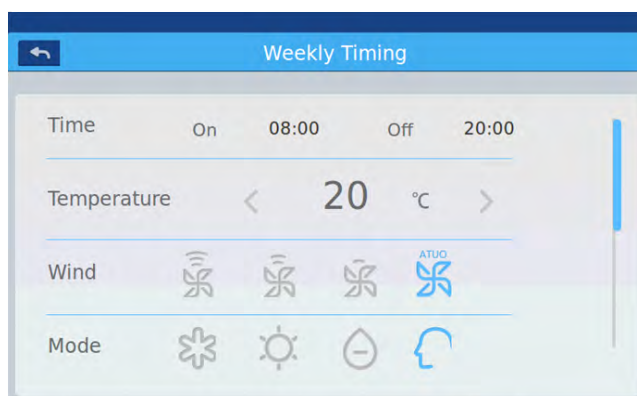 Weekly Timing
Time On 08:00 Off 20:00
Temperature 20 °C
ATUO
Wind
Mode